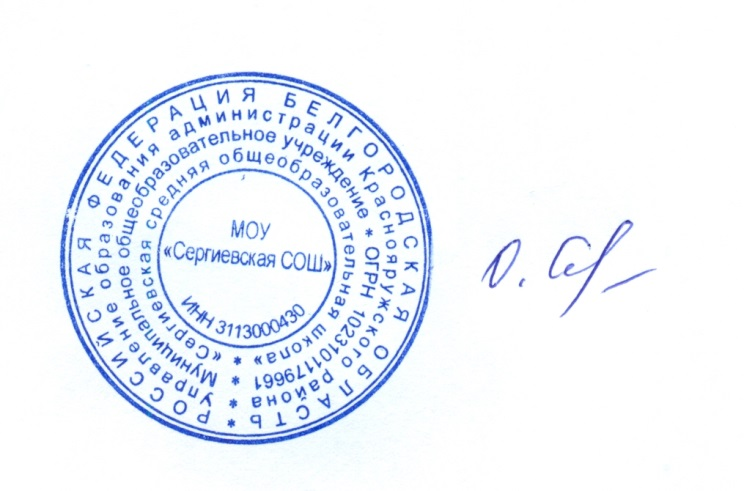 РОССИЙСКАЯ ФЕДЕРАЦИЯ БЕЛГОРОДСКАЯ ОБЛАСТЬ *
Управление образования администрации Краснояружского района *
Муниципальное общеобразовательное учреждение * ОГРН 1023101179661 *
«Сергиевская средняя общеобразовательная школа» *
МОУ
«Сергиевская СОШ»
ИНН 3113000430